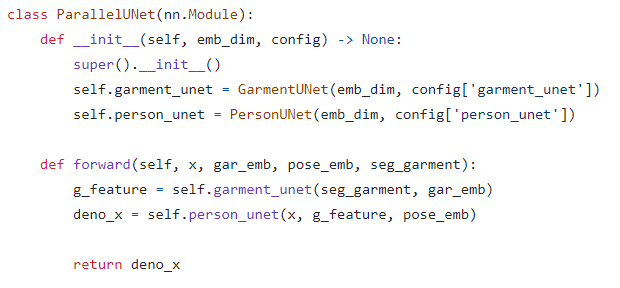 class ParallelUNet(nn.Module):
    def __init__(self, emb_dim, config) -> None:
        super().__init__()
        self.garment_unet = GarmentUNet(emb_dim, config['garment_unet'])
        self.person_unet = PersonUNet(emb_dim, config['person_unet'])

    def forward(self, x, gar_emb, pose_emb, seg_garment):
        g_feature = self.garment_unet(seg_garment, gar_emb)
        deno_x = self.person_unet(x, g_feature, pose_emb)

        return deno_x